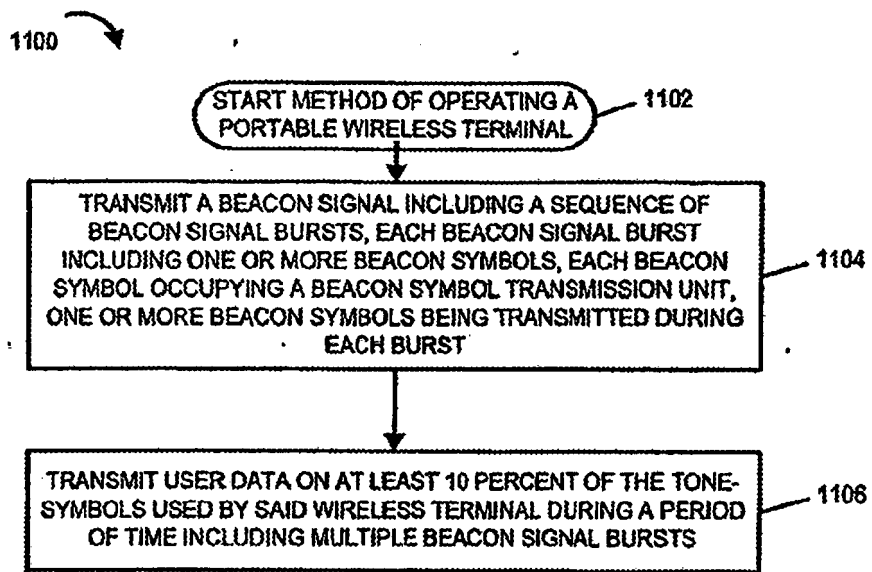 1100
START METHOD OF OPERATING A
PORTABLE WIRELESS TERMINAL
1102
TRANSMIT A BEACON SIGNAL INCLUDING A SEQUENCE OF
BEACON SIGNAL BURSTS, EACH BEACON SIGNAL BURST
INCLUDING ONE OR MORE BEACON SYMBOLS, EACH BEACON
SYMBOL OCCUPYING A BEACON SYMBOL TRANSMISSION UNIT,
ONE OR MORE BEACON SYMBOLS BEING TRANSMITTED DURING
EACH BURST
1104
TRANSMIT USER DATA ON AT LEAST 10 PERCENT OF THE TONE-
SYMBOLS USED BY SAID WIRELESS TERMINAL DURING A PERIOD
OF TIME INCLUDING MULTIPLE BEACON SIGNAL BURSTS
1106